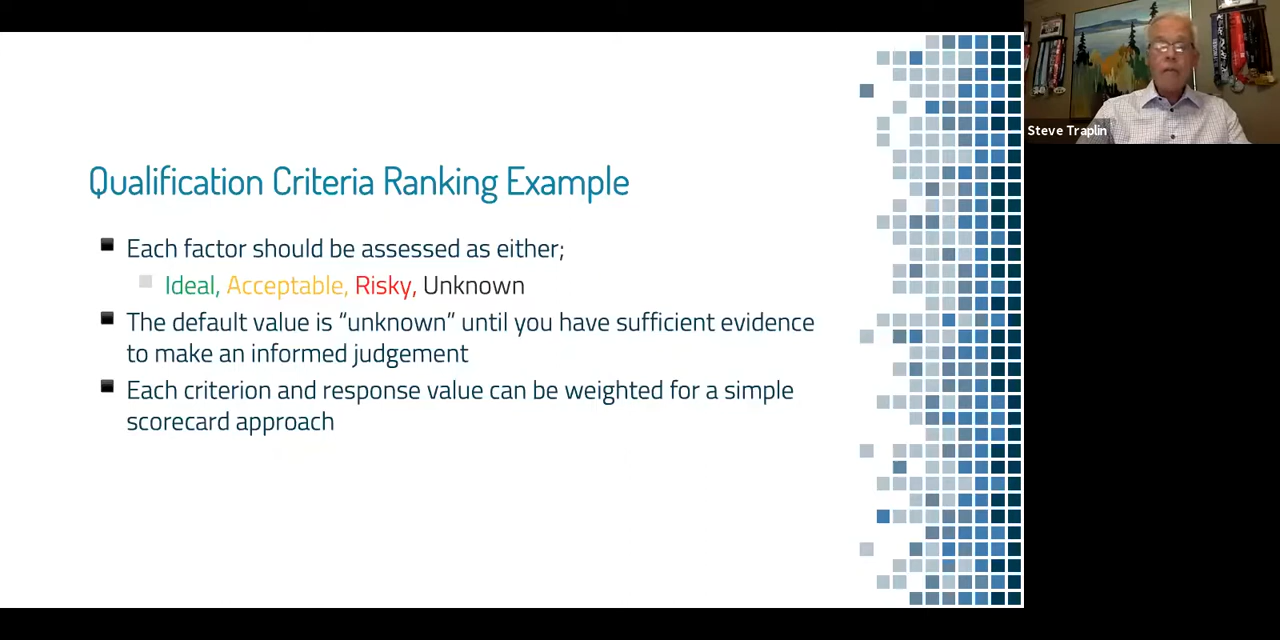 Qualification Criteria Ranking Example
Each factor should be assessed as either;
Ideal, Acceptable, Risky, Unknown
The default value is “unknown” until you have sufficient evidence
to make an informed judgement
Each criterion and response value can be weighted for a simple
scorecard approach
Steve Traplin